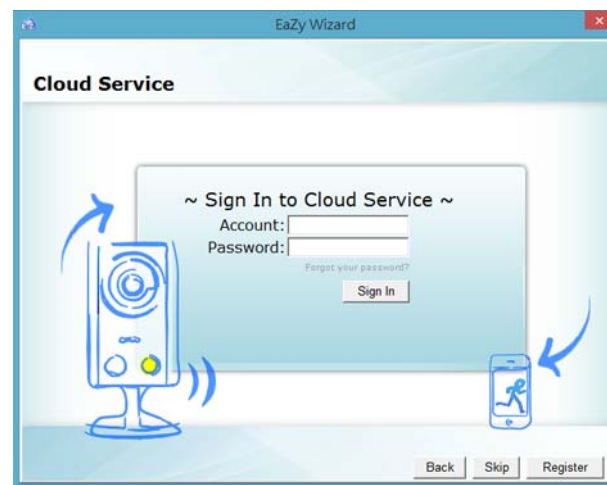 EaZy Wizard
Cloud Service
~ Sign In to Cloud Service ~
Account:
Password:
Forgot your password?
Sign In
Back Skip Register